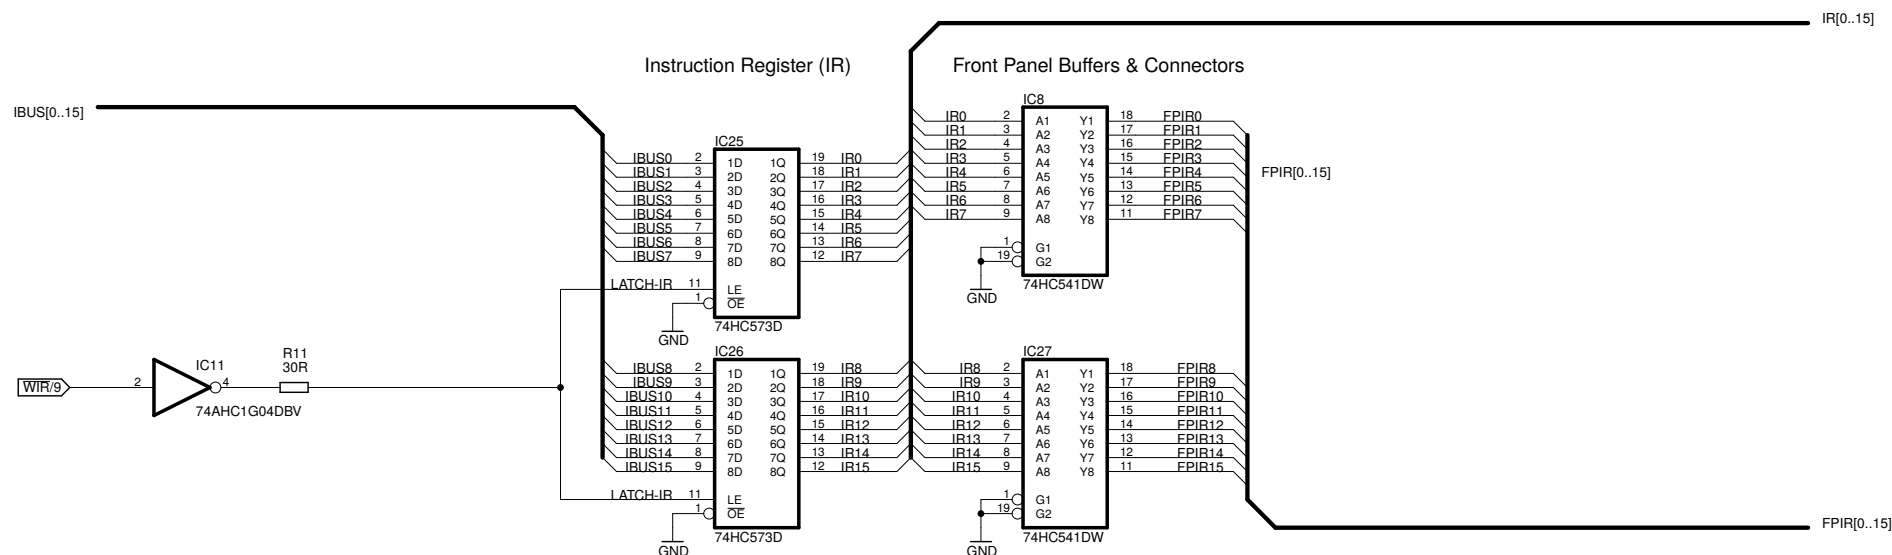 IR[0..15]
Instruction Register (IR)
Front Panel Buffers & Connectors
IBUS[0..15]
IC25
IBUS0 2 1D 1Q 19 IR0
IBUS1 3 2D 2Q 18 IR1
IBUS2 4 3D 3Q 17 IR2
IBUS3 5 4D 4Q 16 IR3
IBUS4 6 5D 5Q 15 IR4
IBUS5 7 6D 6Q 14 IR5
IBUS6 8 7D 7Q 13 IR6
IBUS7 9 8D 8Q 12 IR7
LATCH-IR 11 LE
1 OE
GND
74HC573D
IC8
IR0 2 A1 Y1 18 FPIR0
IR1 3 A2 Y2 17 FPIR1
IR2 4 A3 Y3 16 FPIR2
IR3 5 A4 Y4 15 FPIR3
IR4 6 A5 Y5 14 FPIR4
IR5 7 A6 Y6 13 FPIR5
IR6 8 A7 Y7 12 FPIR6
IR7 9 A8 Y8 11 FPIR7
1 G1
19 G2
GND
74HC541DW
FPIR[0..15]
WIR/9
2
IC11
4
74AHC1G04DBV
R11
30R
IC26
IBUS8 2 1D 1Q 19 IR8
IBUS9 3 2D 2Q 18 IR9
IBUS10 4 3D 3Q 17 IR10
IBUS11 5 4D 4Q 16 IR11
IBUS12 6 5D 5Q 15 IR12
IBUS13 7 6D 6Q 14 IR13
IBUS14 8 7D 7Q 13 IR14
IBUS15 9 8D 8Q 12 IR15
LATCH-IR 11 LE
1 OE
GND
74HC573D
IC27
IR8 2 A1 Y1 18 FPIR8
IR9 3 A2 Y2 17 FPIR9
IR10 4 A3 Y3 16 FPIR10
IR11 5 A4 Y4 15 FPIR11
IR12 6 A5 Y5 14 FPIR12
IR13 7 A6 Y6 13 FPIR13
IR14 8 A7 Y7 12 FPIR14
IR15 9 A8 Y8 11 FPIR15
1 G1
19 G2
GND
74HC541DW
FPIR[0..15]